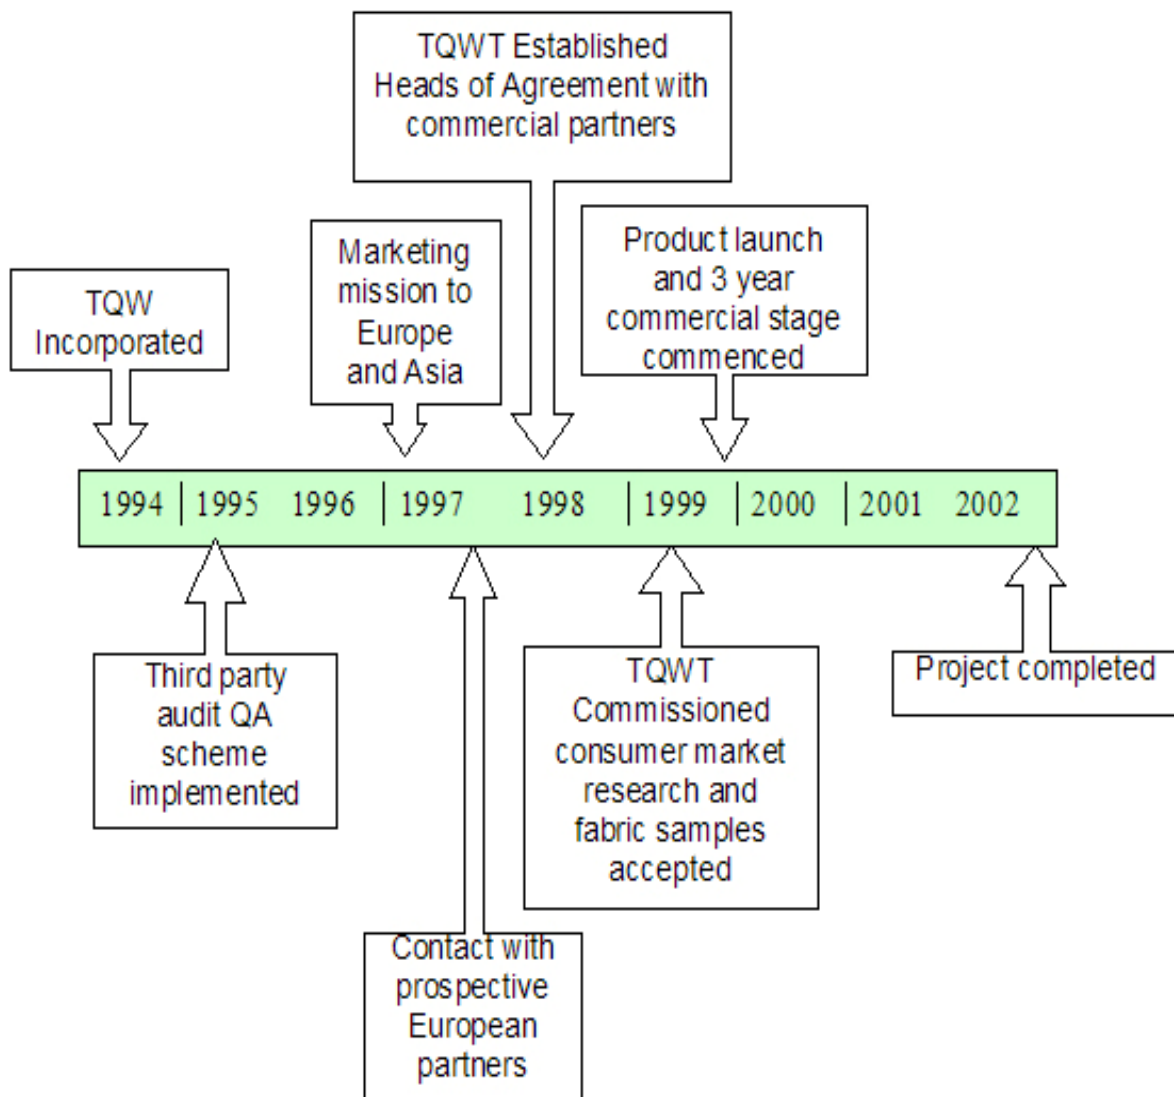 TQWT Established
Heads of Agreement with
commercial partners
Marketing
mission to
Europe
and Asia
Product launch
and 3 year
commercial stage
commenced
TQW
Incorporated
1994 1995 1996 1997 1998 1999 2000 2001 2002
Third party
audit QA
scheme
implemented
TQWT
Commissioned
consumer market
research and
fabric samples
accepted
Project completed
Contact with
prospective
European
partners